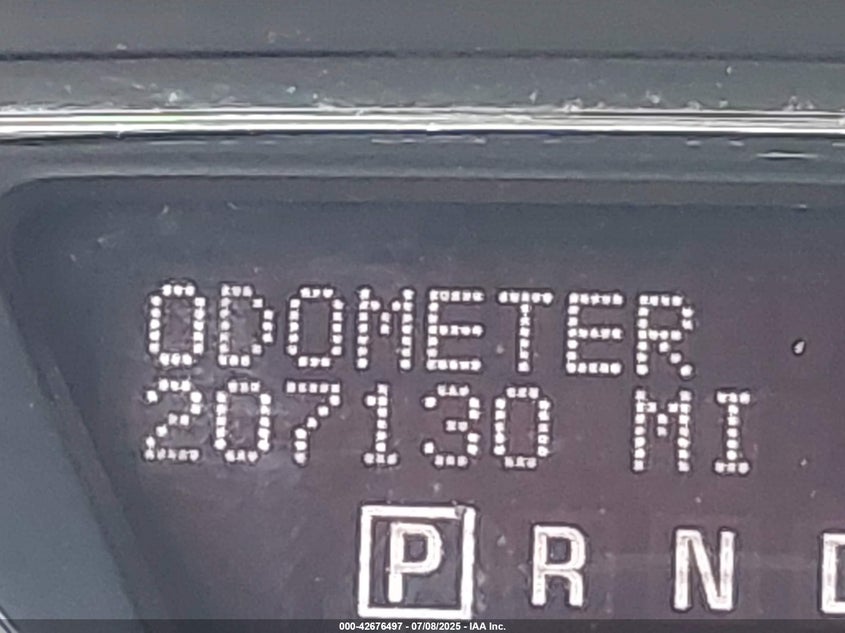 ODOMETER
207130 MI
P R N
000-42676497 - 07/08/2025 - IAA Inc.